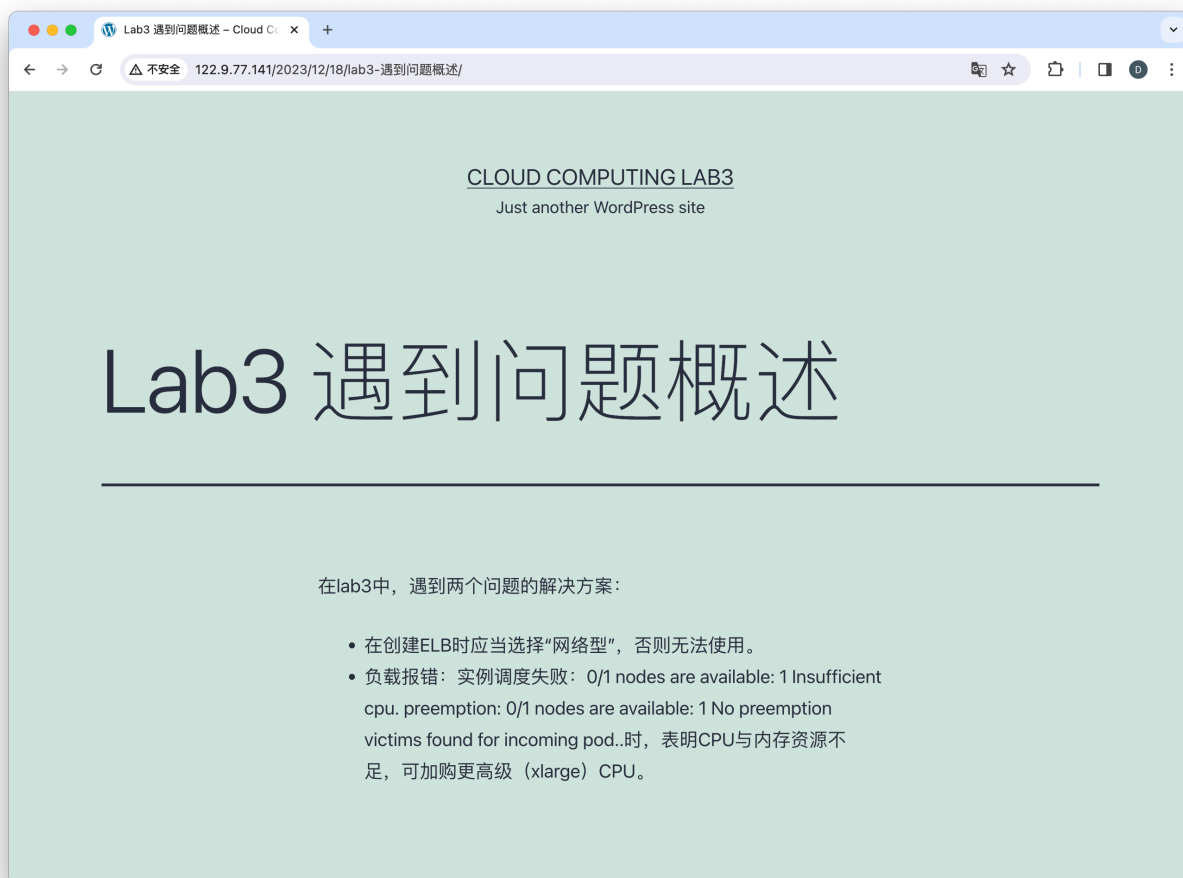 Lab3 遇到问题概述 – Cloud Co
不安全 122.9.77.141/2023/12/18/lab3-遇到问题概述/
D
CLOUD COMPUTING LAB3
Just another WordPress site
Lab3 遇到问题概述
在lab3中，遇到两个问题的解决方案：
• 在创建ELB时应当选择“网络型”，否则无法使用。
• 负载报错：实例调度失败：0/1 nodes are available: 1 Insufficient
cpu. preemption: 0/1 nodes are available: 1 No preemption
victims found for incoming pod..时，表明CPU与内存资源不
足，可加购更高级（xlarge）CPU。